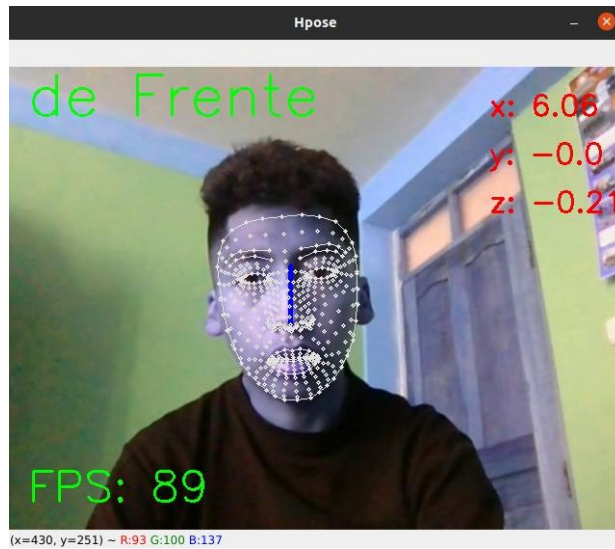 Hpose
de Frente
x: 6.06
y: -0.0
z: -0.21
FPS: 89
(x=430, y=251) ~ R:93 G:100 B:137